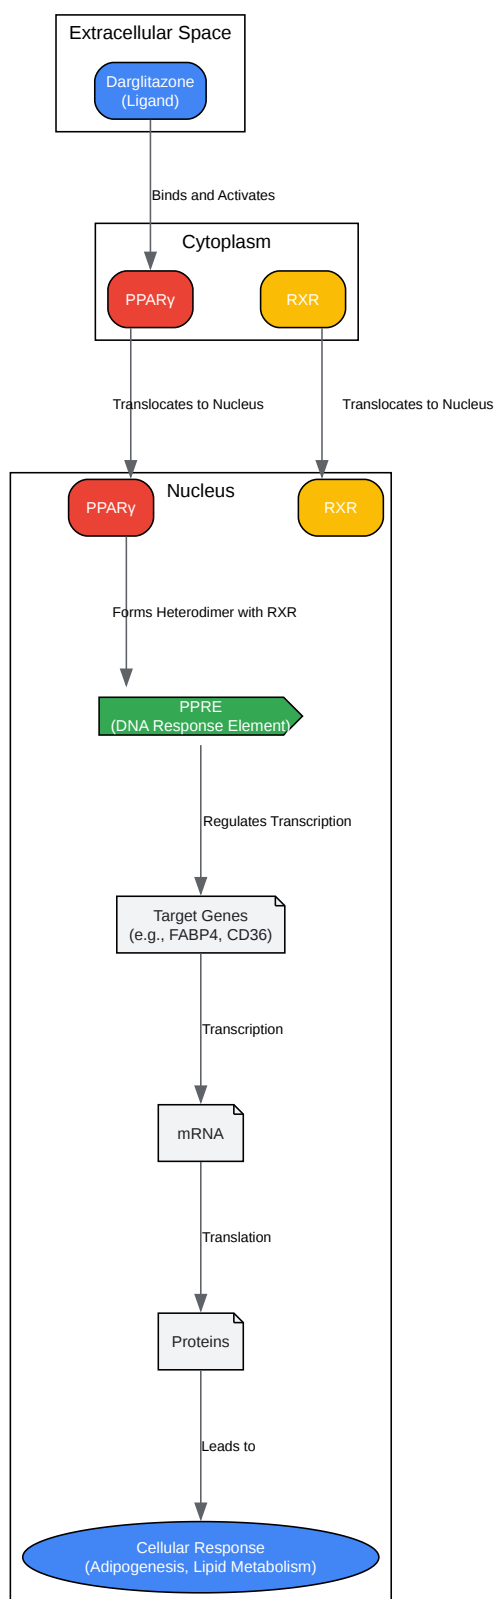 Extracellular Space
Darglitazone
(Ligand)
Binds and Activates
Cytoplasm
PPARγ
RXR
Translocates to Nucleus
Translocates to Nucleus
Nucleus
PPARγ
RXR
Forms Heterodimer with RXR
PPRE
(DNA Response Element)
Regulates Transcription
Target Genes
(e.g., FABP4, CD36)
Transcription
mRNA
Translation
Proteins
Leads to
Cellular Response
(Adipogenesis, Lipid Metabolism)